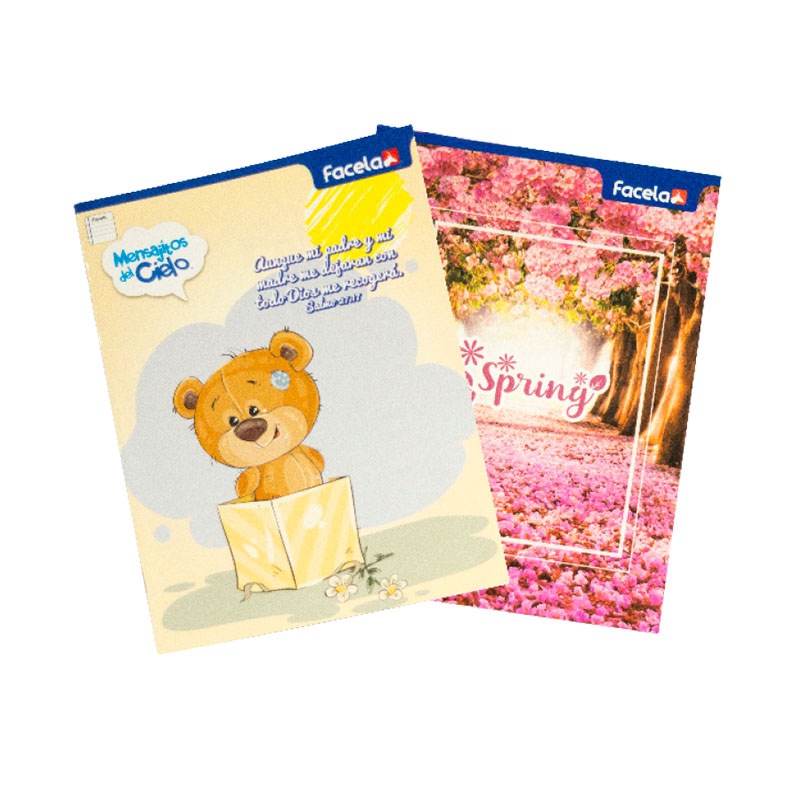 Facela
Mensajitos
del Cielo
Aunque mi padre y mi
madre me dejaran con
todo Dios me recogerá.
Facela
Spring